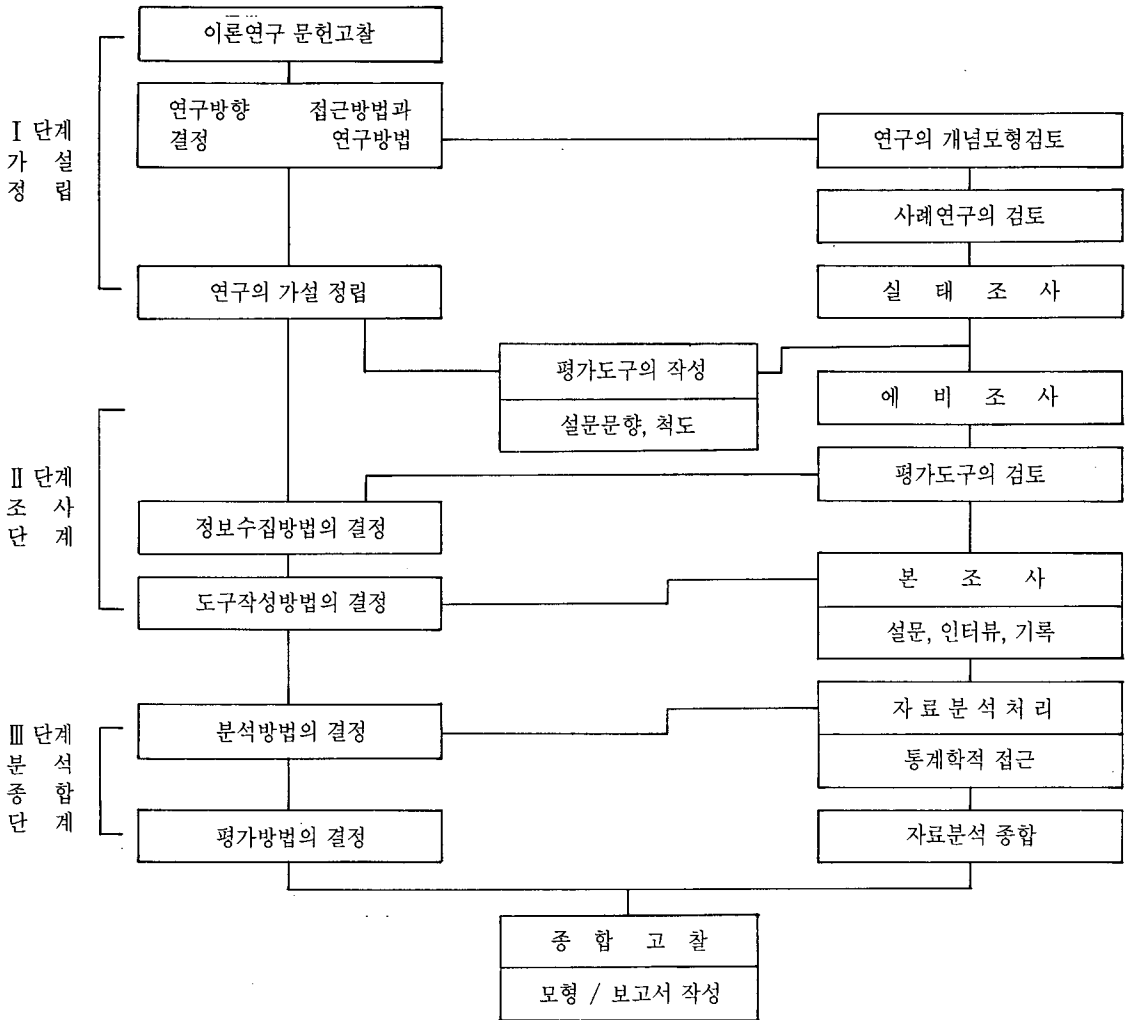 이론연구 문헌고찰
연구방향 접근방법과
결정 연구방법
Ⅰ 단계
가 설
정 립
연구의 개념모형검토
사례연구의 검토
연구의 가설 정립
실 태 조 사
평가도구의 작성
설문문향, 척도
에 비 조 사
Ⅱ 단계
조 사
단 계
평가도구의 검토
정보수집방법의 결정
도구작성방법의 결정
본 조 사
설문, 인터뷰, 기록
Ⅲ 단계
분 석
종 합
단 계
분석방법의 결정
자 료 분 석 처 리
통계학적 접근
평가방법의 결정
자료분석 종합
종 합 고 찰
모형 / 보고서 작성